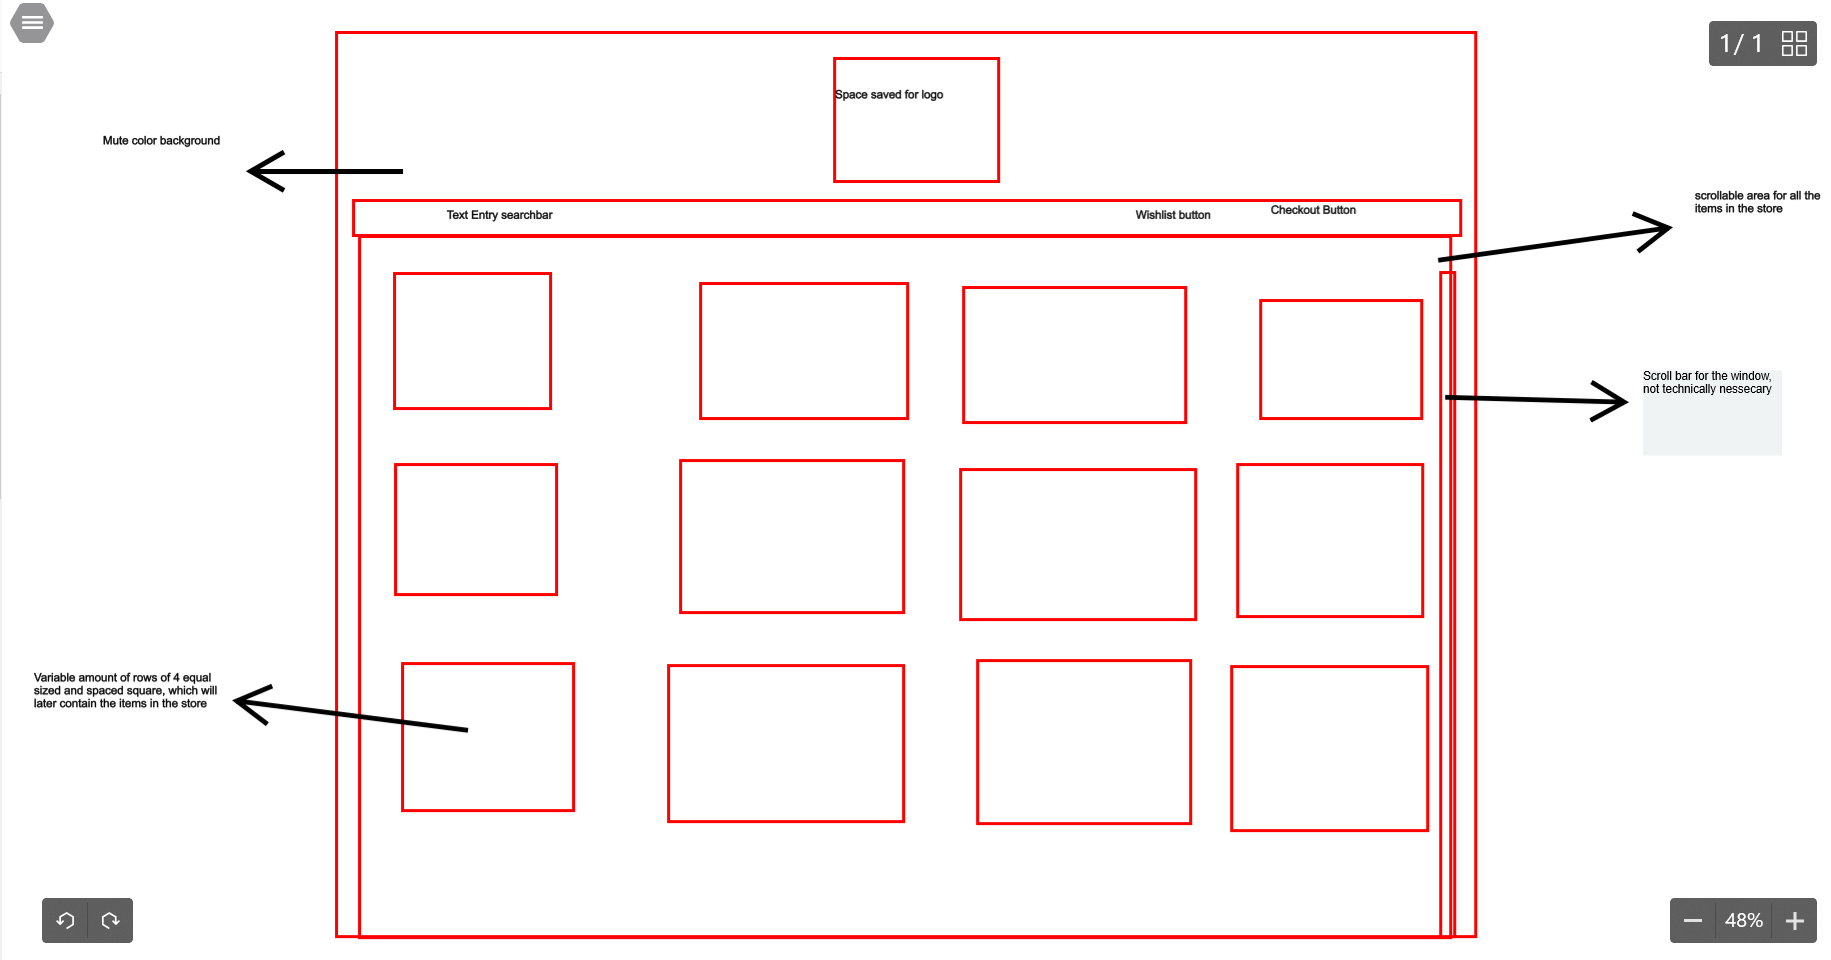 1/ 1
Space saved for logo
Mute color background
scrollable area for all the
items in the store
Text Entry searchbar
Wishlist button
Checkout Button
Scroll bar for the window,
not technically nessecary
Variable amount of rows of 4 equal
sized and spaced square, which will
later contain the items in the store
48%